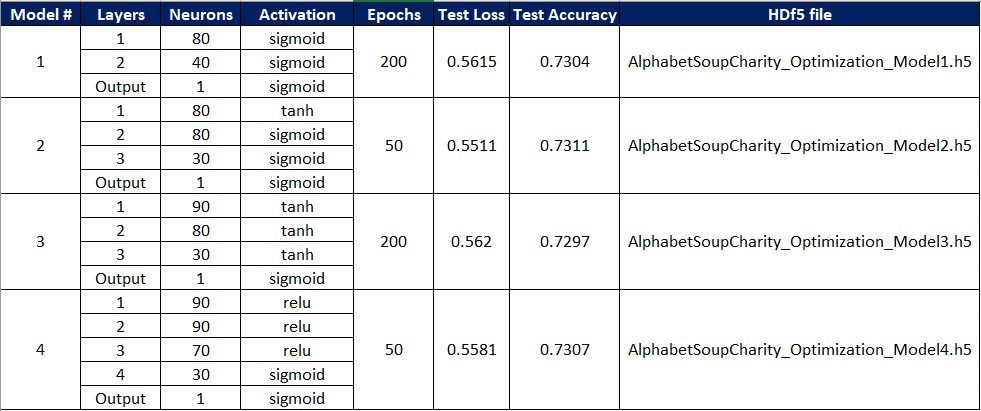 Model # Layers Neurons Activation Epochs Test Loss Test Accuracy HDf5 file
1 80 sigmoid
1 2 40 sigmoid 200 0.5615 0.7304 AlphabetSoupCharity_Optimization_Model1.h5
Output 1 sigmoid
1 80 tanh
2 80 sigmoid
2 50 0.5511 0.7311 AlphabetSoupCharity_Optimization_Model2.h5
3 30 sigmoid
Output 1 sigmoid
1 90 tanh
2 80 tanh
3 200 0.562 0.7297 AlphabetSoupCharity_Optimization_Model3.h5
3 30 tanh
Output 1 sigmoid
1 90 relu
2 90 relu
4 3 70 relu 50 0.5581 0.7307 AlphabetSoupCharity_Optimization_Model4.h5
4 30 sigmoid
Output 1 sigmoid